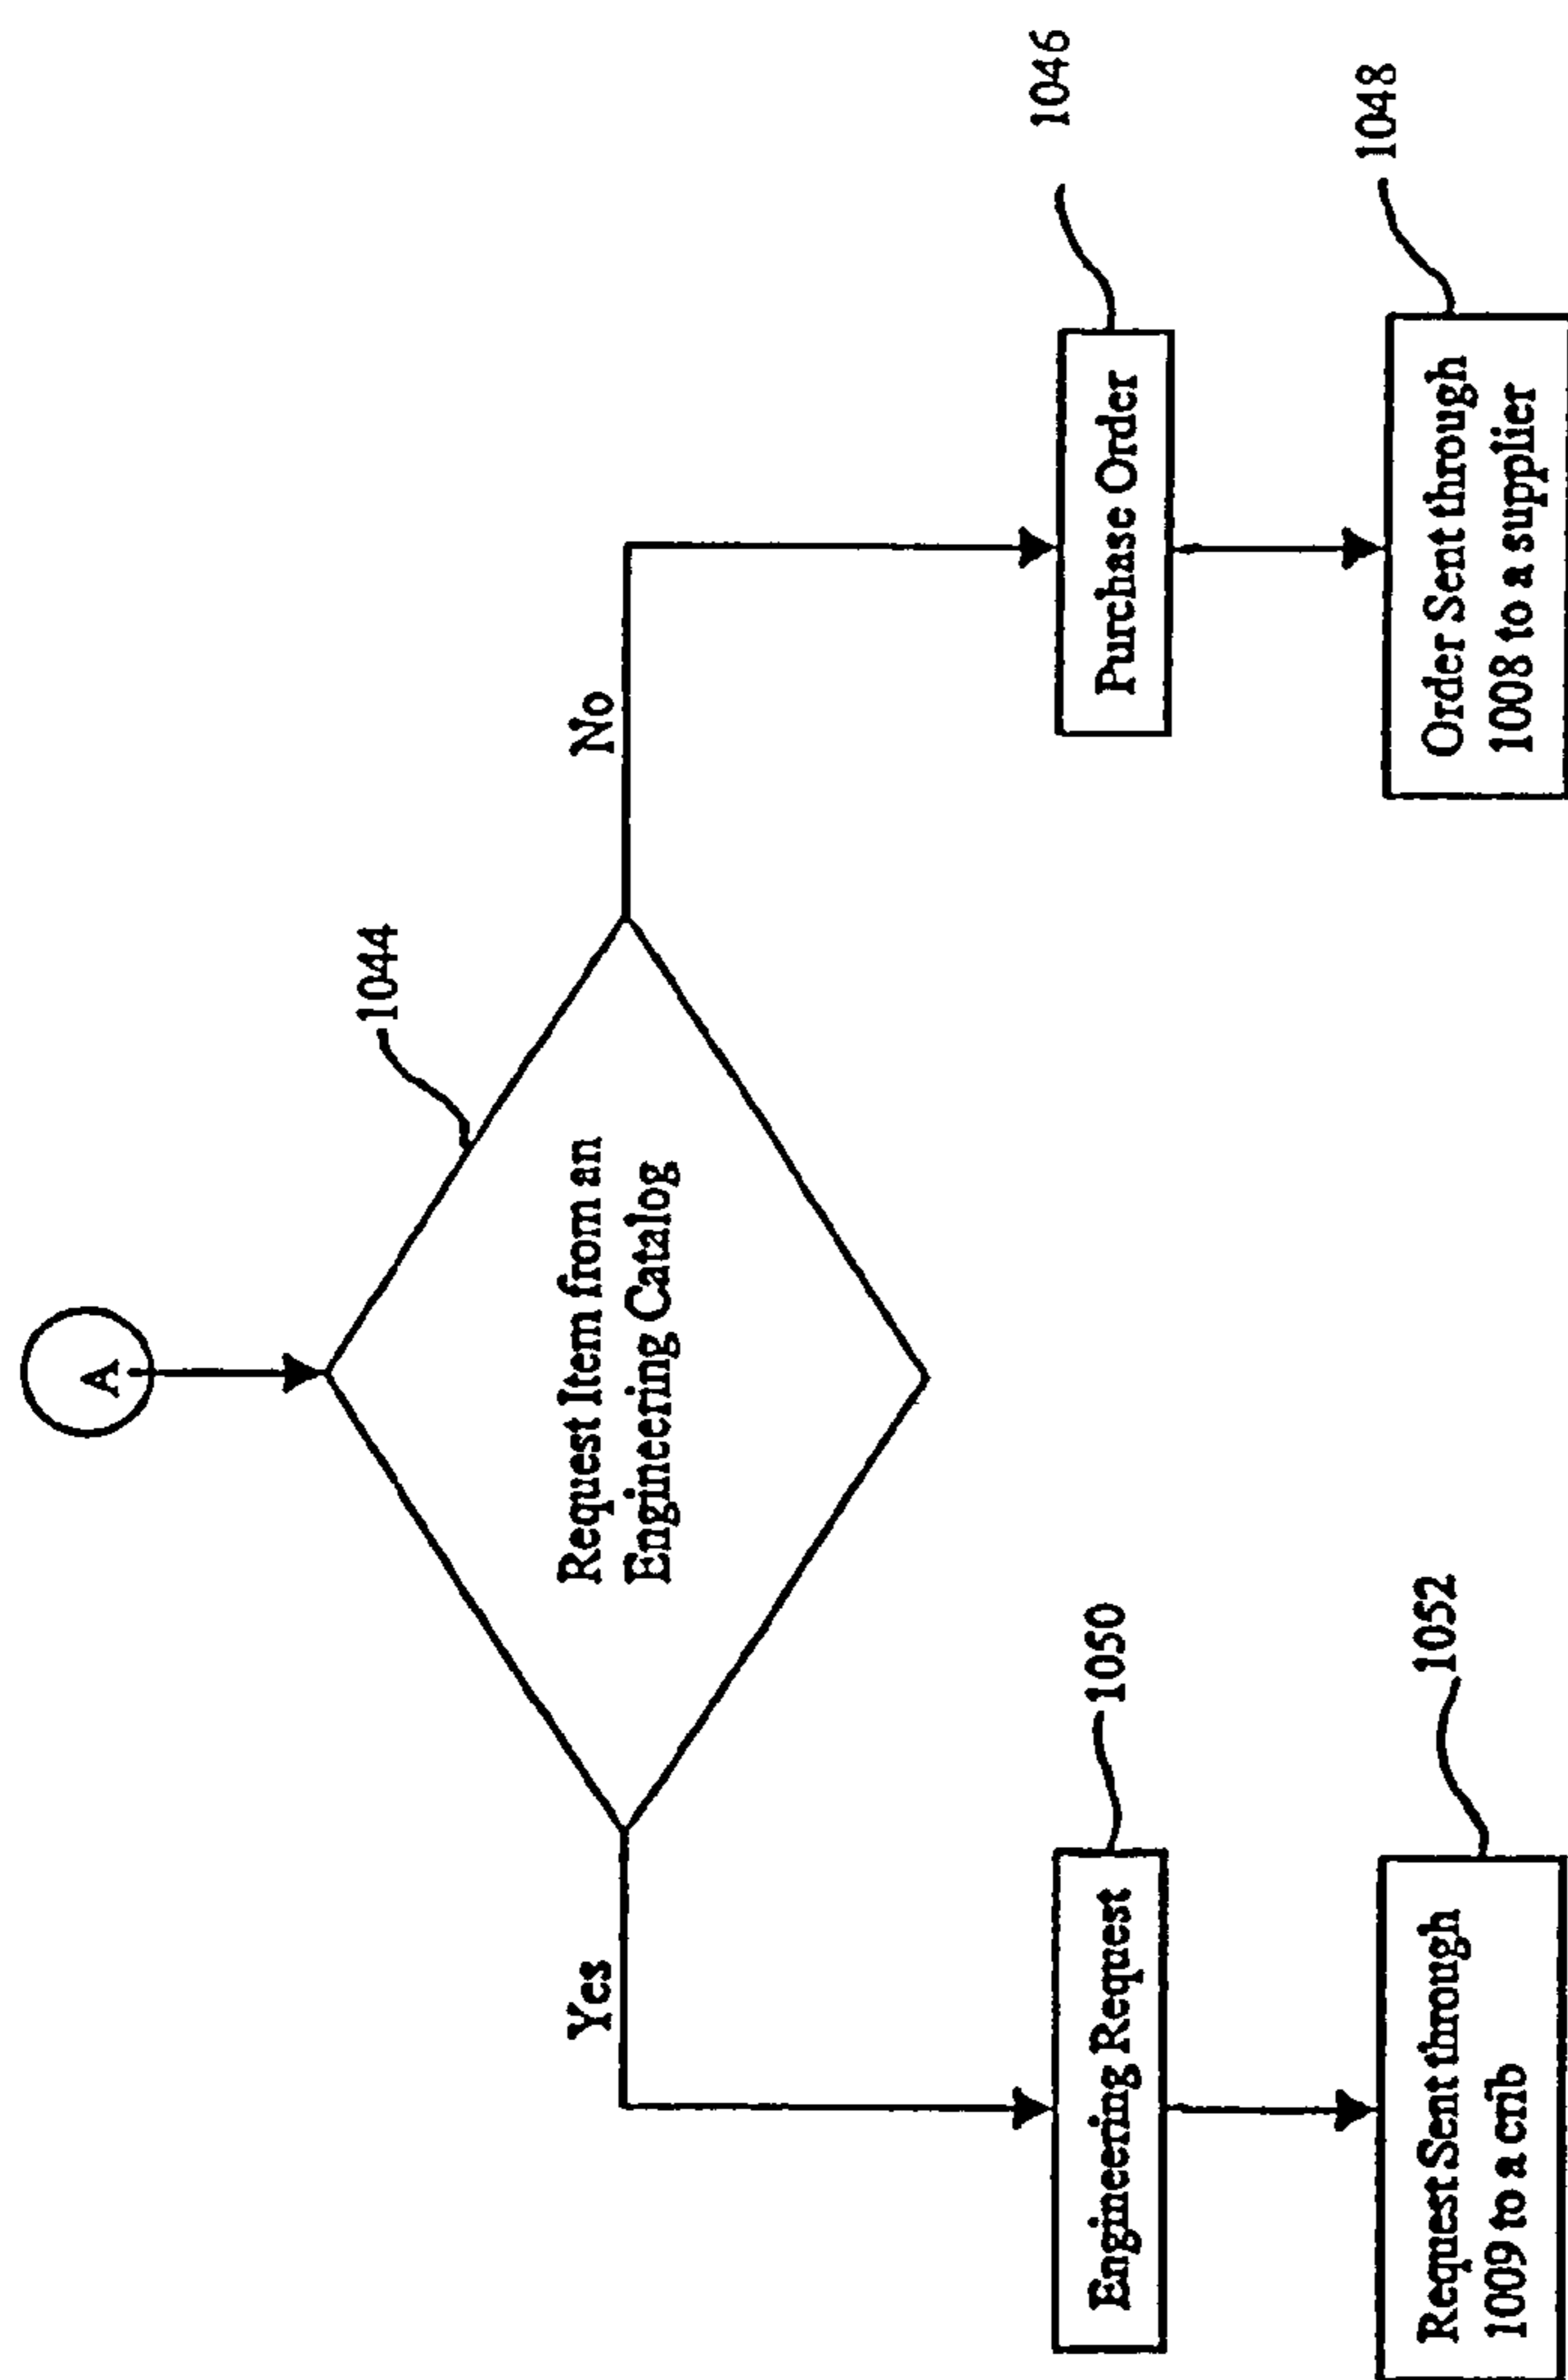 A
1044
Request Item from an
Engineering Catalog
Yes
No
1050
Engineering Request
1046
Purchase Order
1052
Request Sent through
1009 to a cmb
1048
Order Sent through
1008 to a supplier